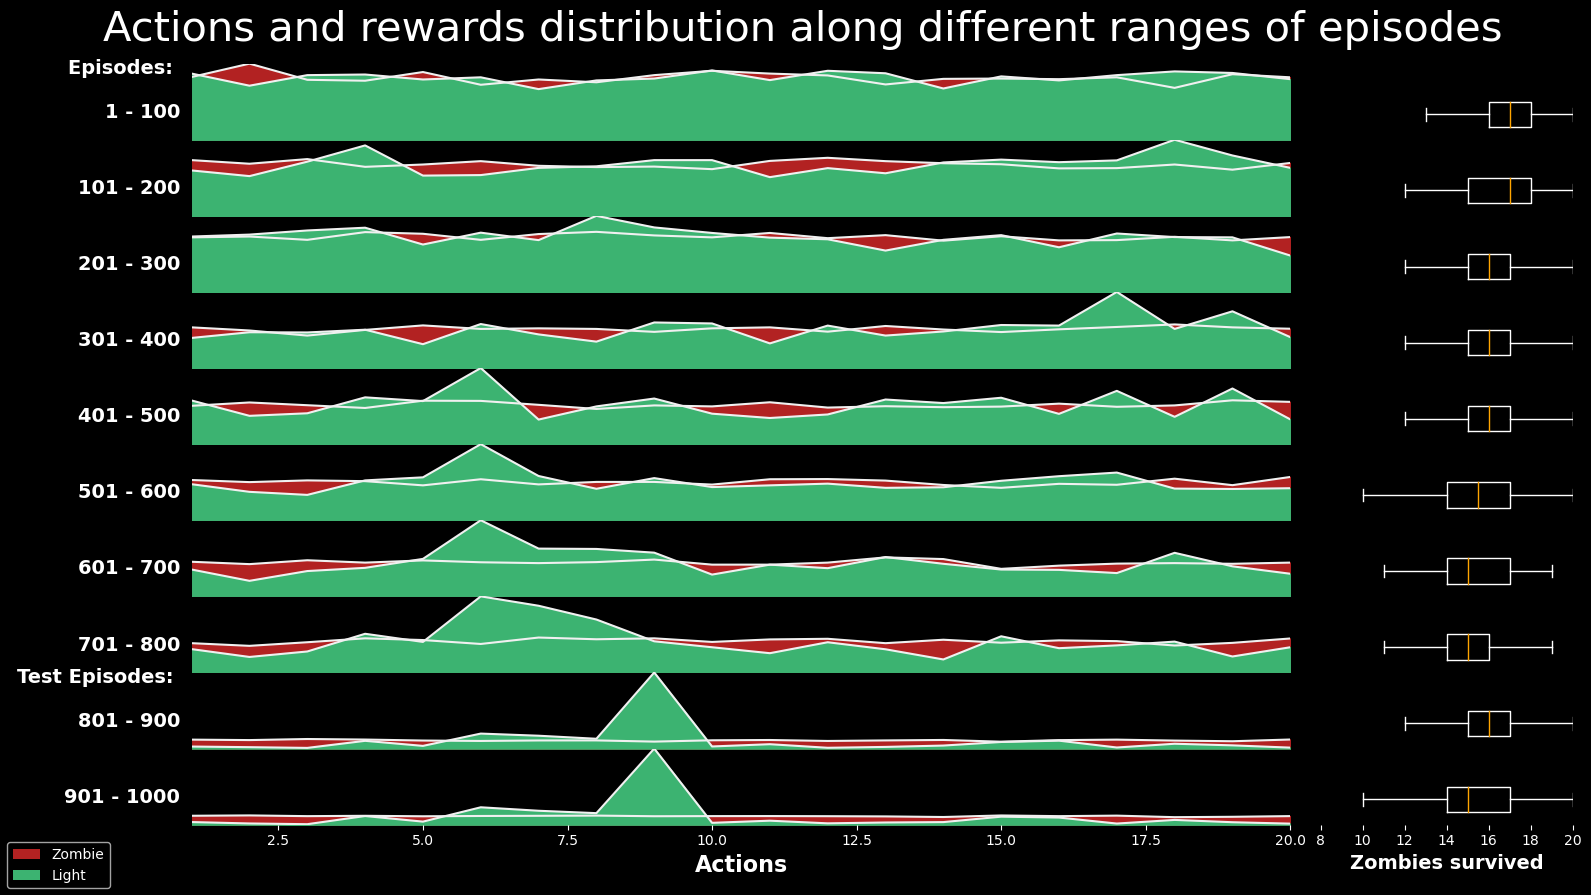 Actions and rewards distribution along different ranges of episodes
Episodes:
1 - 100
101 - 200
201 - 300
301 - 400
401 - 500
501 - 600
601 - 700
701 - 800
Test Episodes:
801 - 900
901 - 1000
2.5 5.0 7.5 10.0 12.5 15.0 17.5 20.0
8 10 12 14 16 18 20
Actions
Zombies survived
Zombie
Light